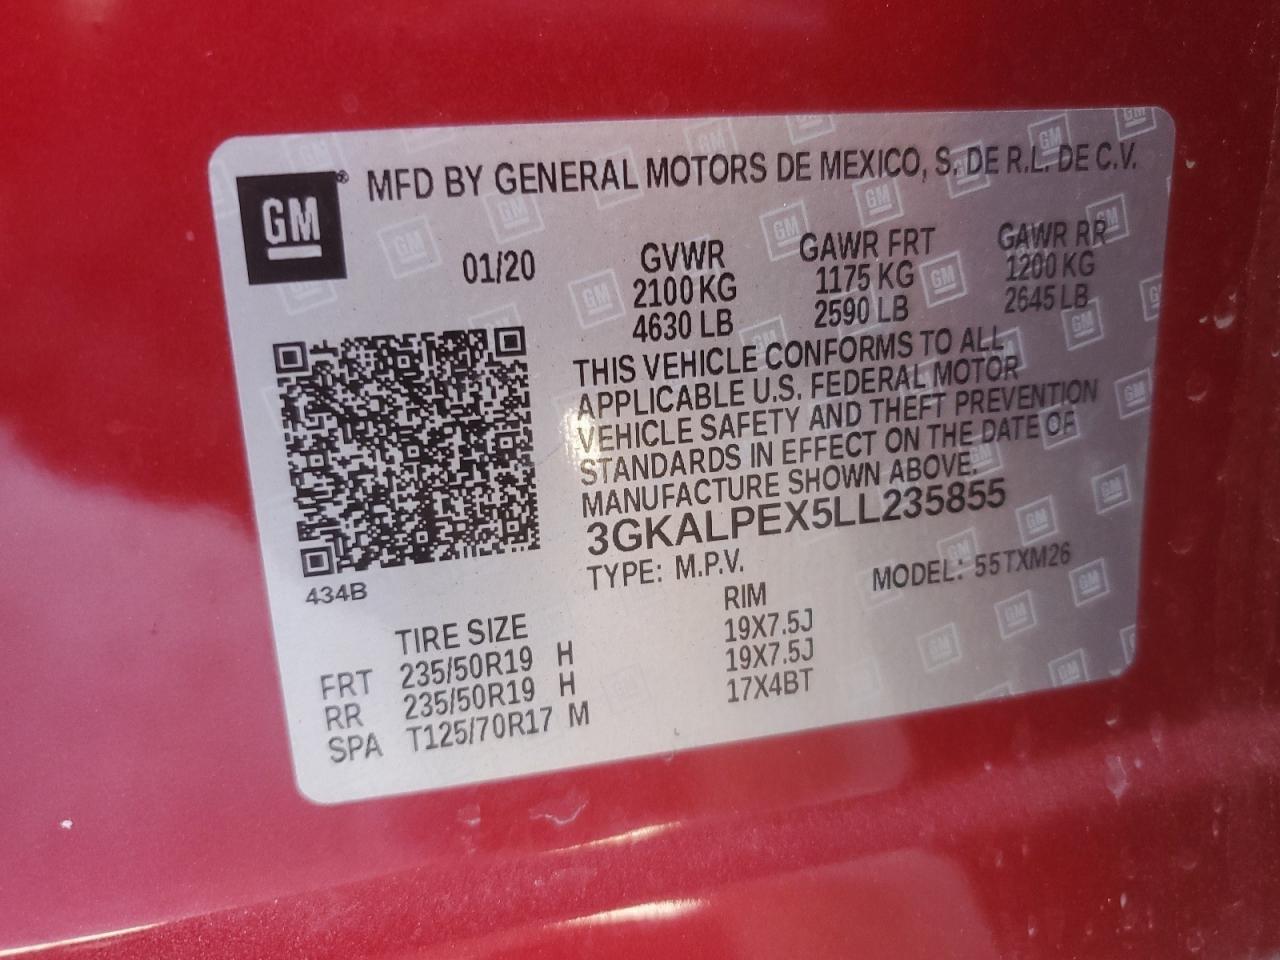 GM® MFD BY GENERAL MOTORS DE MEXICO, S. DE R.L. DE C.V.
01/20
GVWR GAWR FRT GAWR RR
2100 KG 1175 KG 1200 KG
4630 LB 2590 LB 2645 LB
THIS VEHICLE CONFORMS TO ALL
APPLICABLE U.S. FEDERAL MOTOR
VEHICLE SAFETY AND THEFT PREVENTION
STANDARDS IN EFFECT ON THE DATE OF
MANUFACTURE SHOWN ABOVE.
3GKALPEX5LL235855
434B
TYPE: M.P.V. MODEL: 55TXM26
TIRE SIZE RIM
FRT 235/50R19 H 19X7.5J
RR 235/50R19 H 19X7.5J
SPA T125/70R17 M 17X4BT